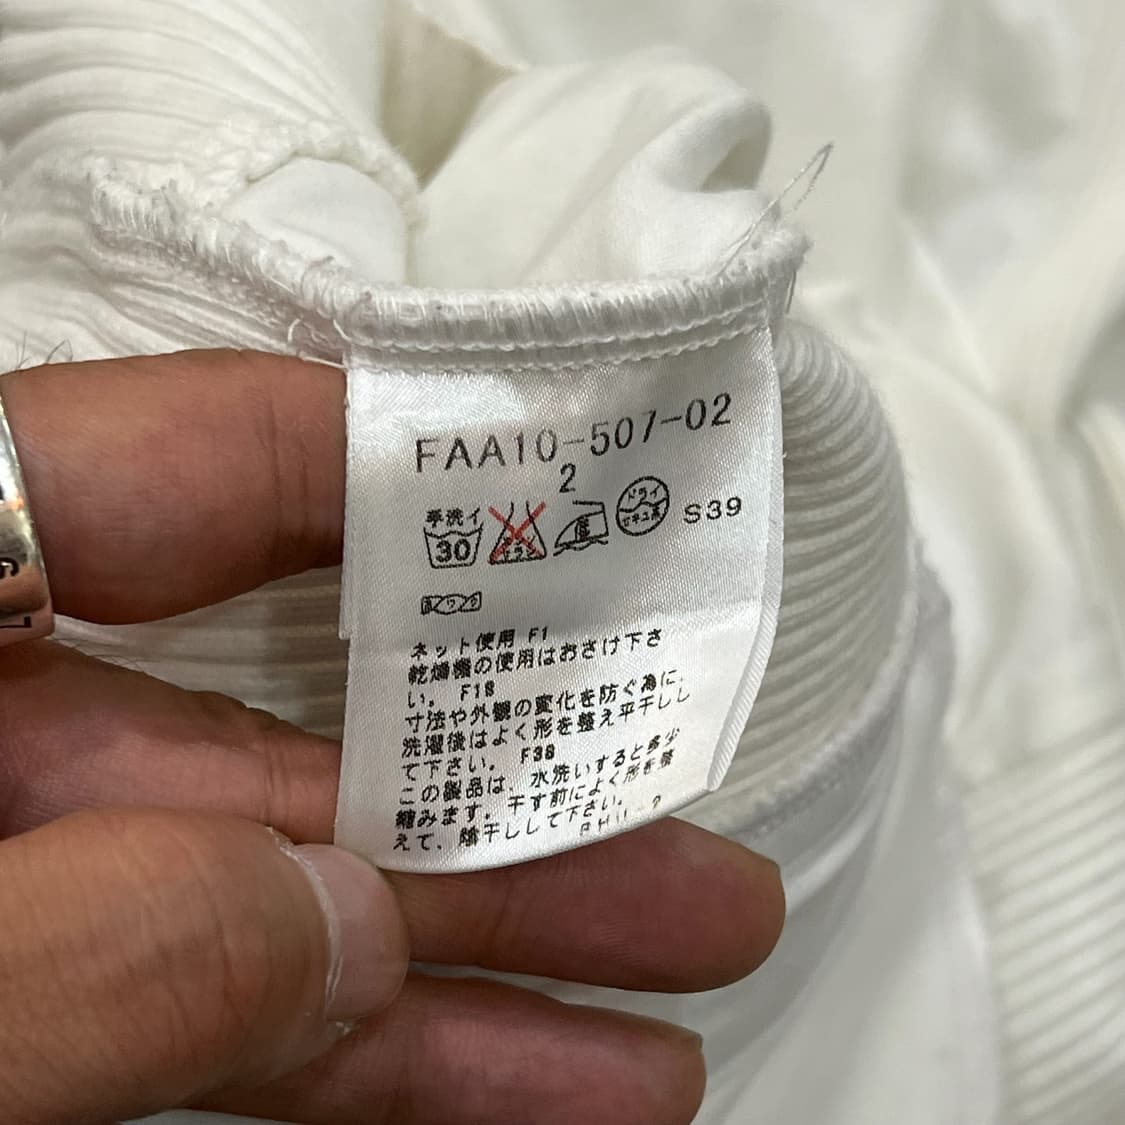 FAA10-507-02
2
手洗イ
30
ドライ
セキユ系
S39
ネット使用 F1
乾燥機の使用はおさけ下さ
い。 F18
寸法や外観の変化を防ぐ為に、
洗濯後はよく形を整え平干しし
て下さい。 F38
この製品は、水洗いすると多少
縮みます。干す前によく形を整
えて、陰干しして下さい。